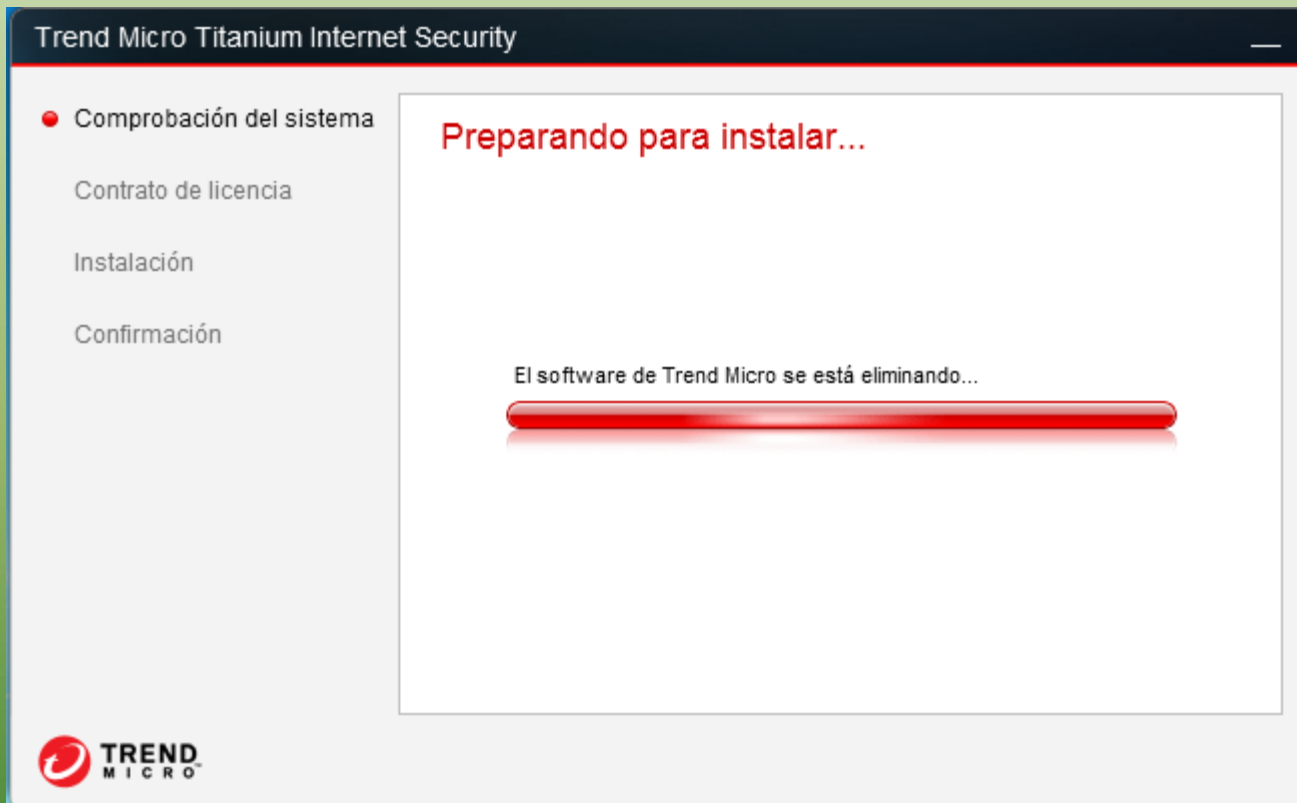 Trend Micro Titanium Internet Security
Comprobación del sistema
Contrato de licencia
Instalación
Confirmación
Preparando para instalar...
El software de Trend Micro se está eliminando...
TREND
MICRO™